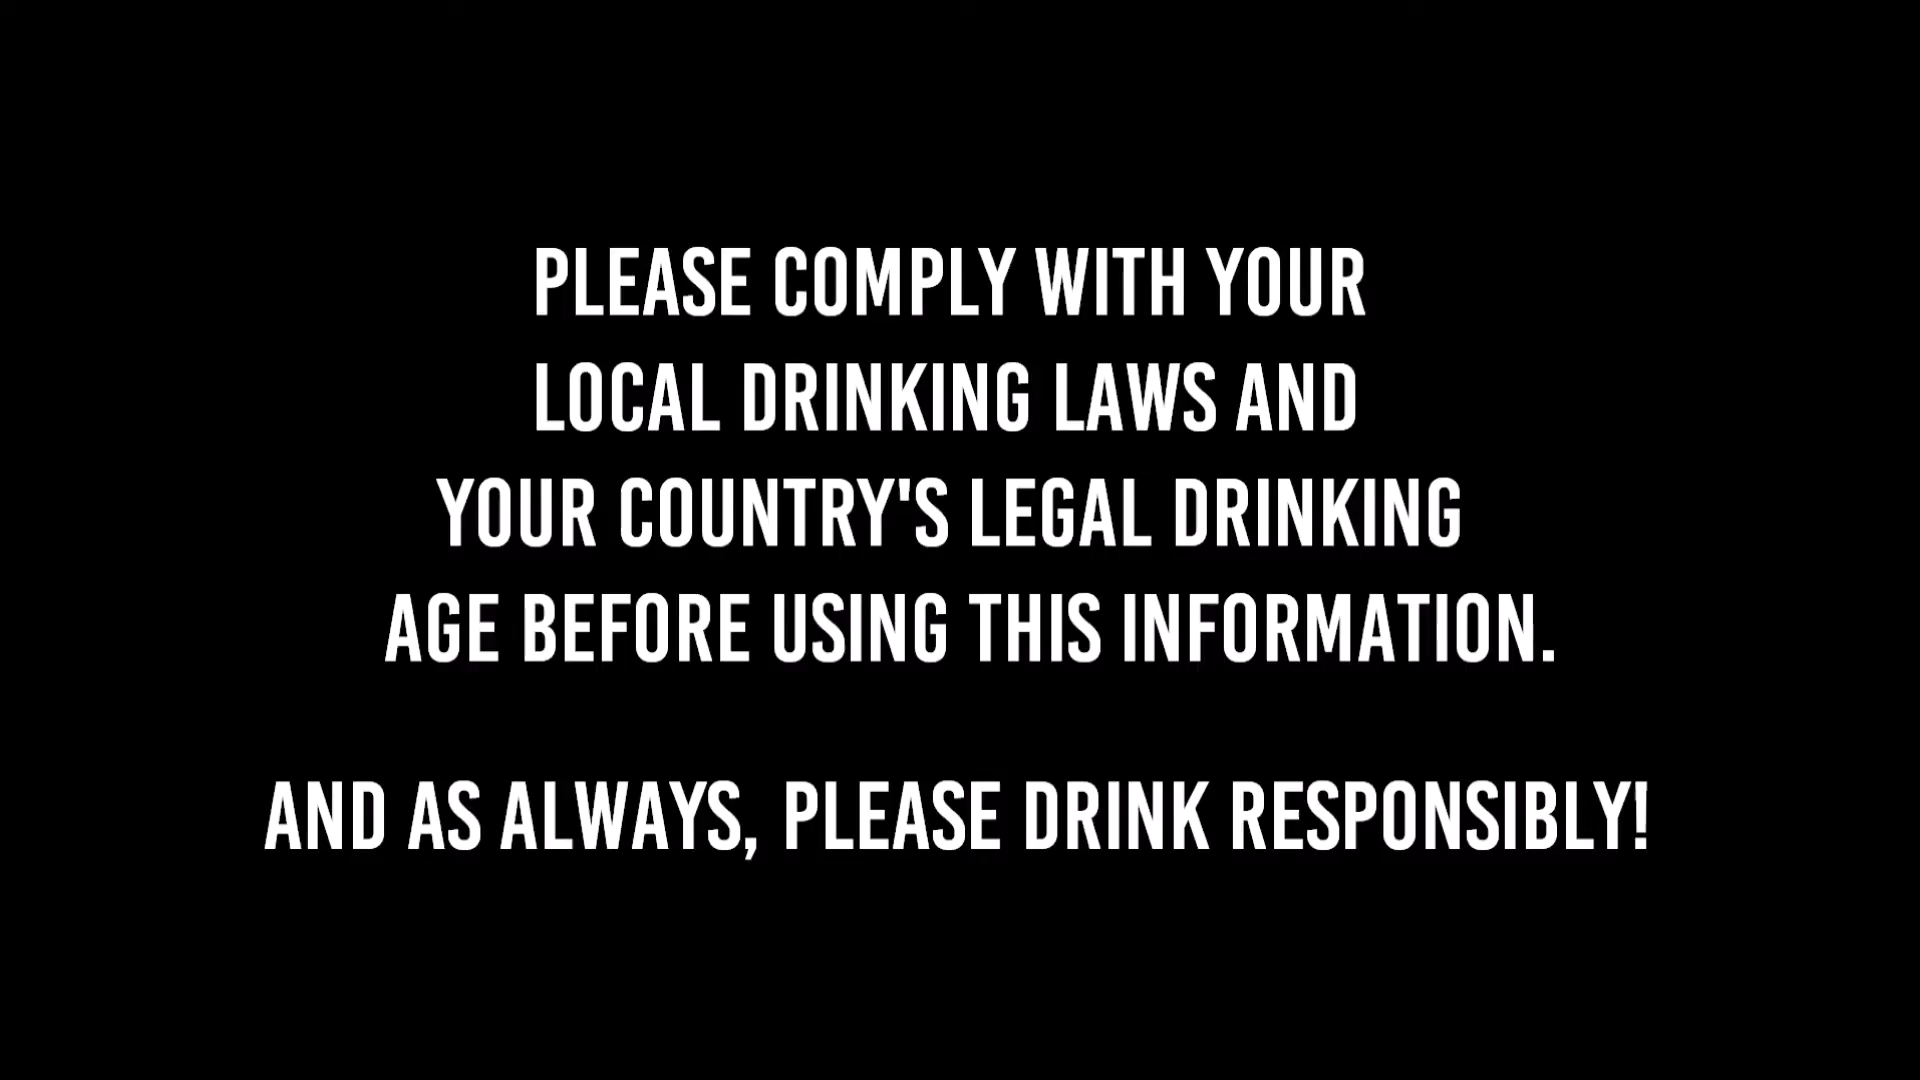 PLEASE COMPLY WITH YOUR
LOCAL DRINKING LAWS AND
YOUR COUNTRY'S LEGAL DRINKING
AGE BEFORE USING THIS INFORMATION.
AND AS ALWAYS, PLEASE DRINK RESPONSIBLY!